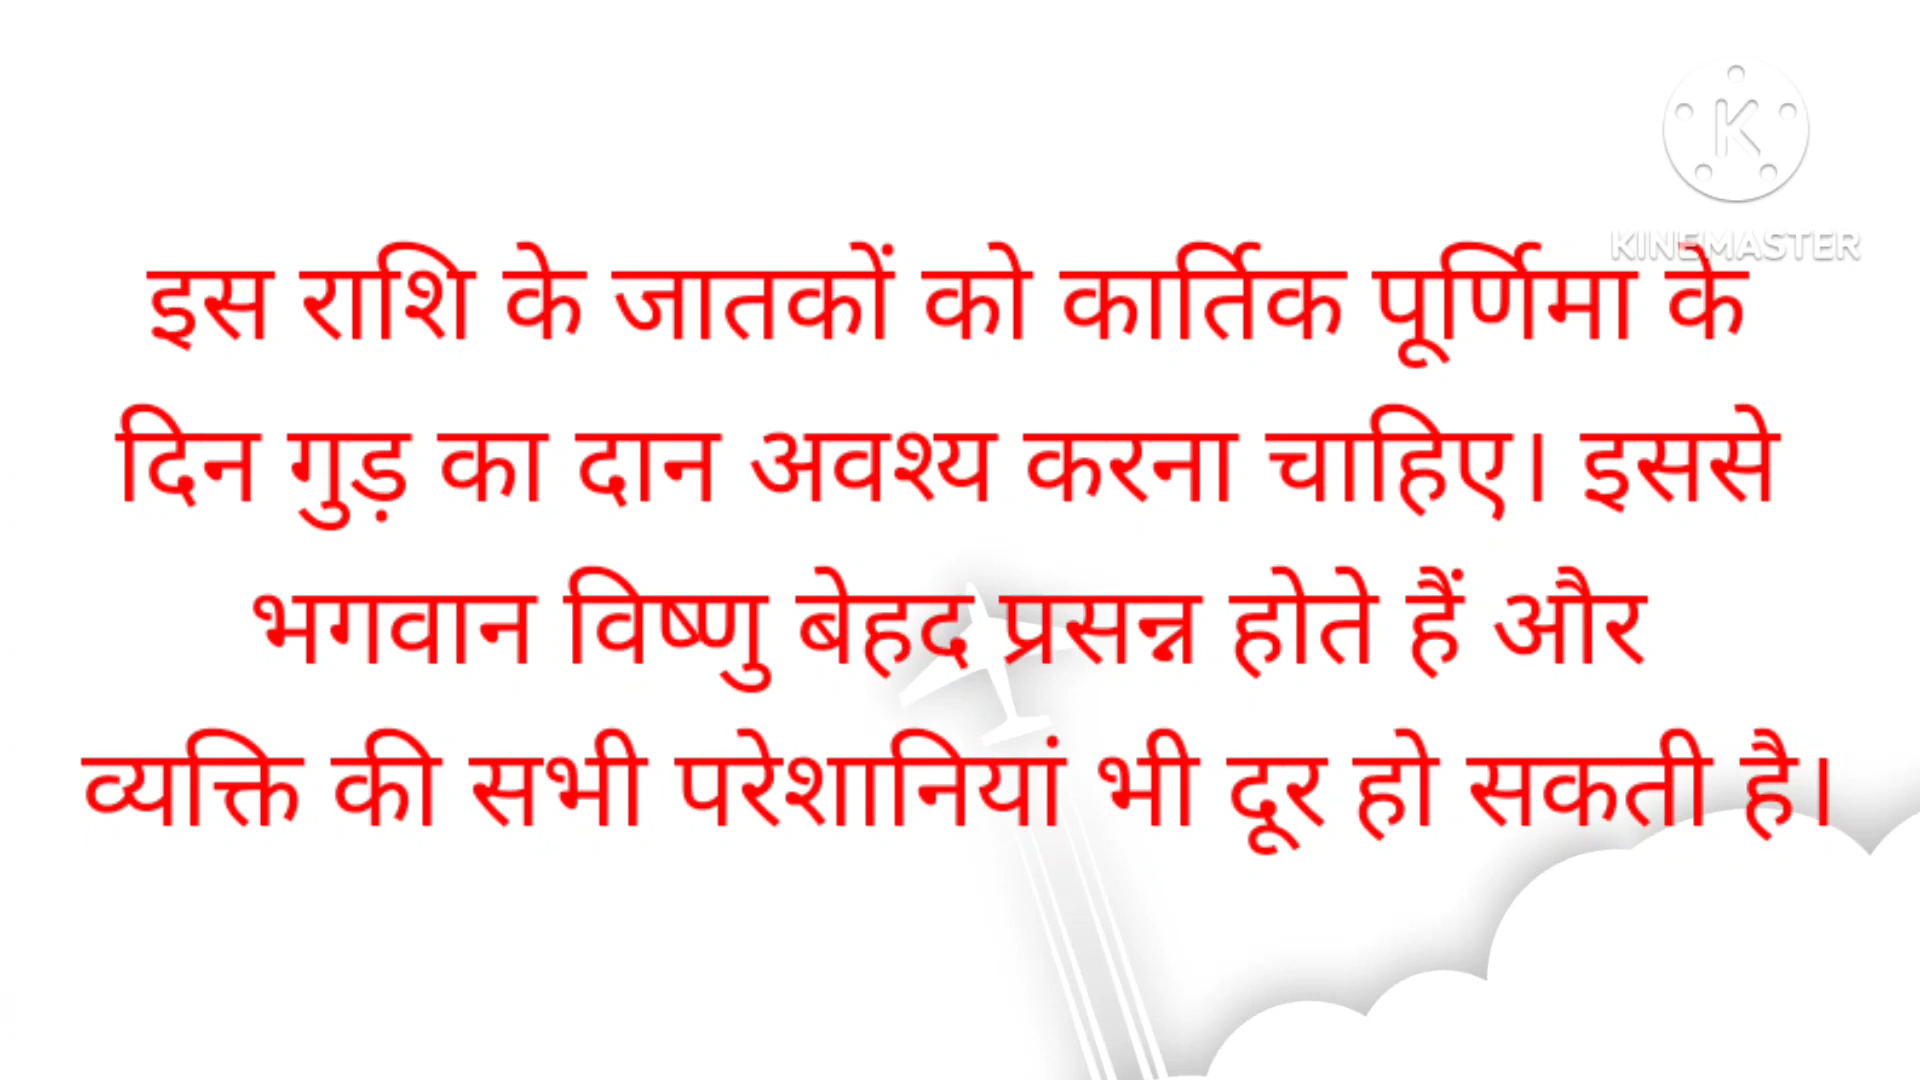 KINEMASTER
इस राशि के जातकों को कार्तिक पूर्णिमा के
दिन गुड़ का दान अवश्य करना चाहिए। इससे
भगवान विष्णु बेहद प्रसन्न होते हैं और
व्यक्ति की सभी परेशानियां भी दूर हो सकती है।